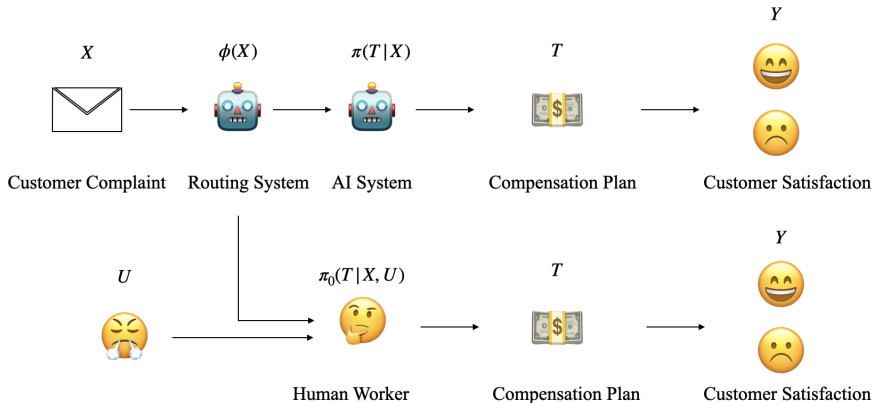 X
ϕ(X)
π(T|X)
T
Y
$
Customer Complaint
Routing System
AI System
Compensation Plan
Customer Satisfaction
U
π₀(T|X, U)
T
Y
$
Human Worker
Compensation Plan
Customer Satisfaction